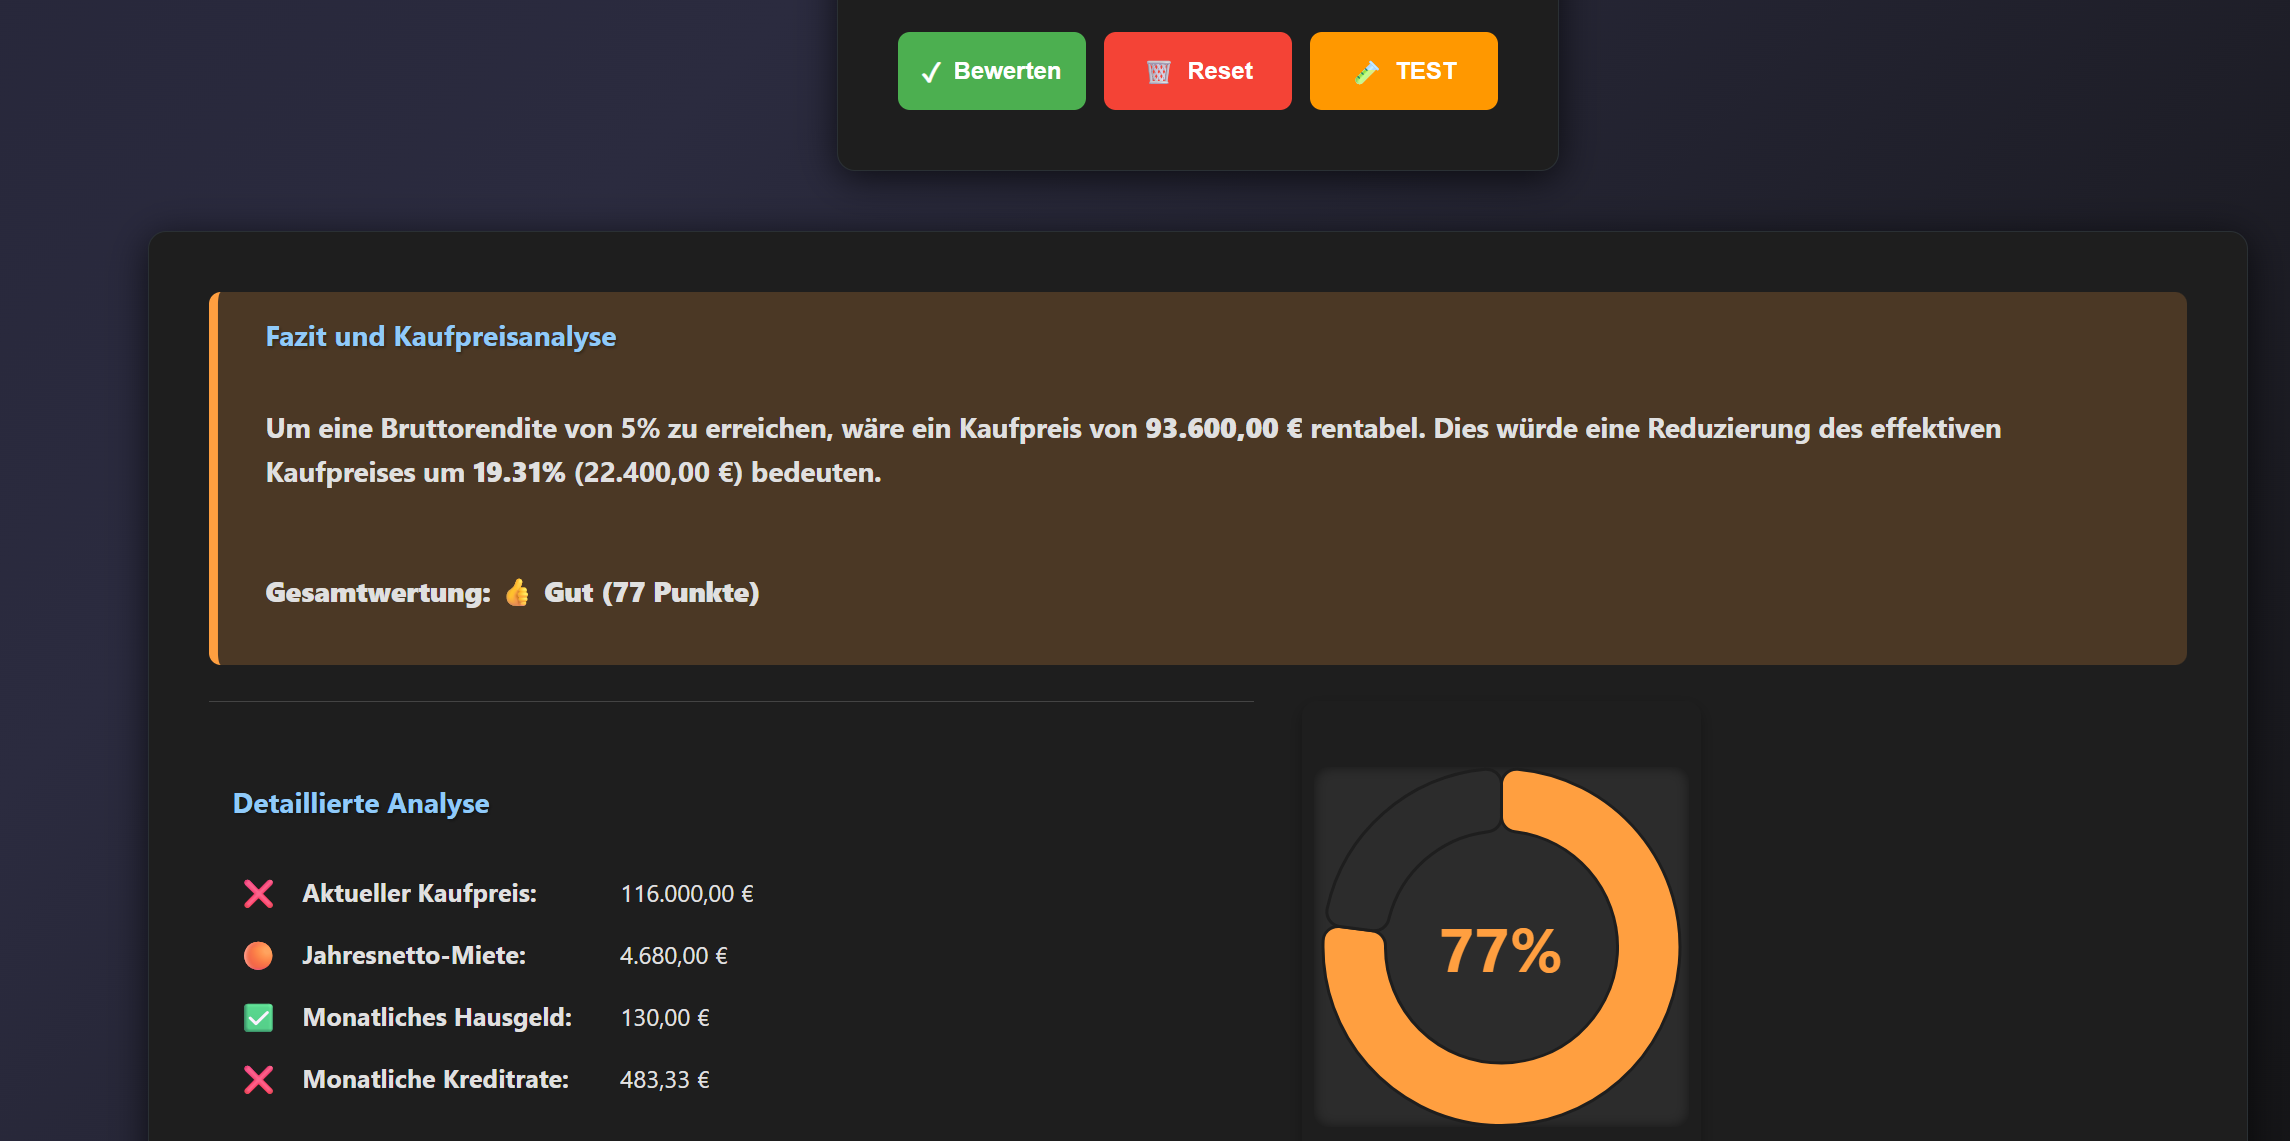 ✓ Bewerten
🗑️ Reset
🧪 TEST
Fazit und Kaufpreisanalyse
Um eine Bruttorendite von 5% zu erreichen, wäre ein Kaufpreis von 93.600,00 € rentabel. Dies würde eine Reduzierung des effektiven
Kaufpreises um 19.31% (22.400,00 €) bedeuten.
Gesamtwertung: 👍 Gut (77 Punkte)
Detaillierte Analyse
❌ Aktueller Kaufpreis: 116.000,00 €
🟠 Jahresnetto-Miete: 4.680,00 €
✅ Monatliches Hausgeld: 130,00 €
❌ Monatliche Kreditrate: 483,33 €
77%